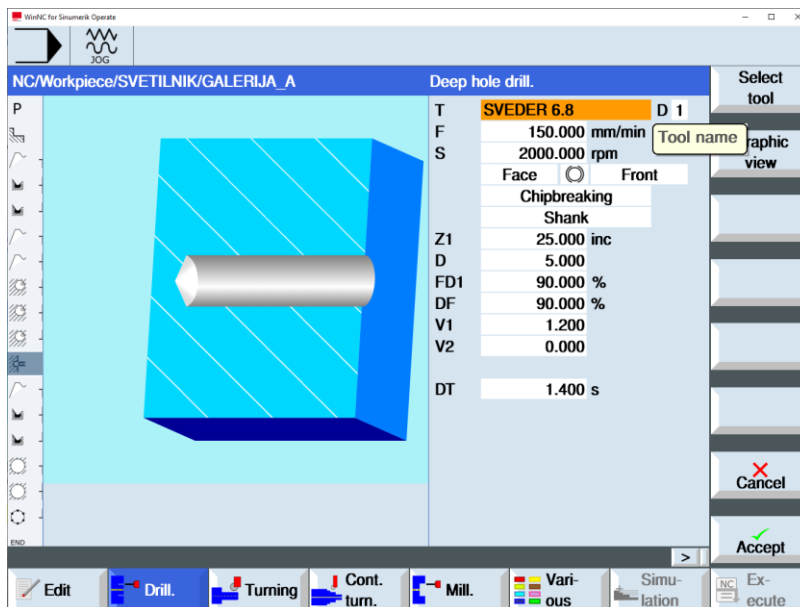 WinNC for Sinumerik Operate
JOG
NC/Workpiece/SVETILNIK/GALERIJA_A
Deep hole drill.
Select
tool
P
T SVEDER 6.8 D 1
F 150.000 mm/min
Tool name
raphic
view
S 2000.000 rpm
Face Front
Chipbreaking
Shank
Z1 25.000 inc
D 5.000
FD1 90.000 %
DF 90.000 %
V1 1.200
V2 0.000
DT 1.400 s
Cancel
END
Accept
>
Edit
Drill.
Turning
Cont.
turn.
Mill.
Vari-
ous
Simu-
lation
NC
Ex-
ecute